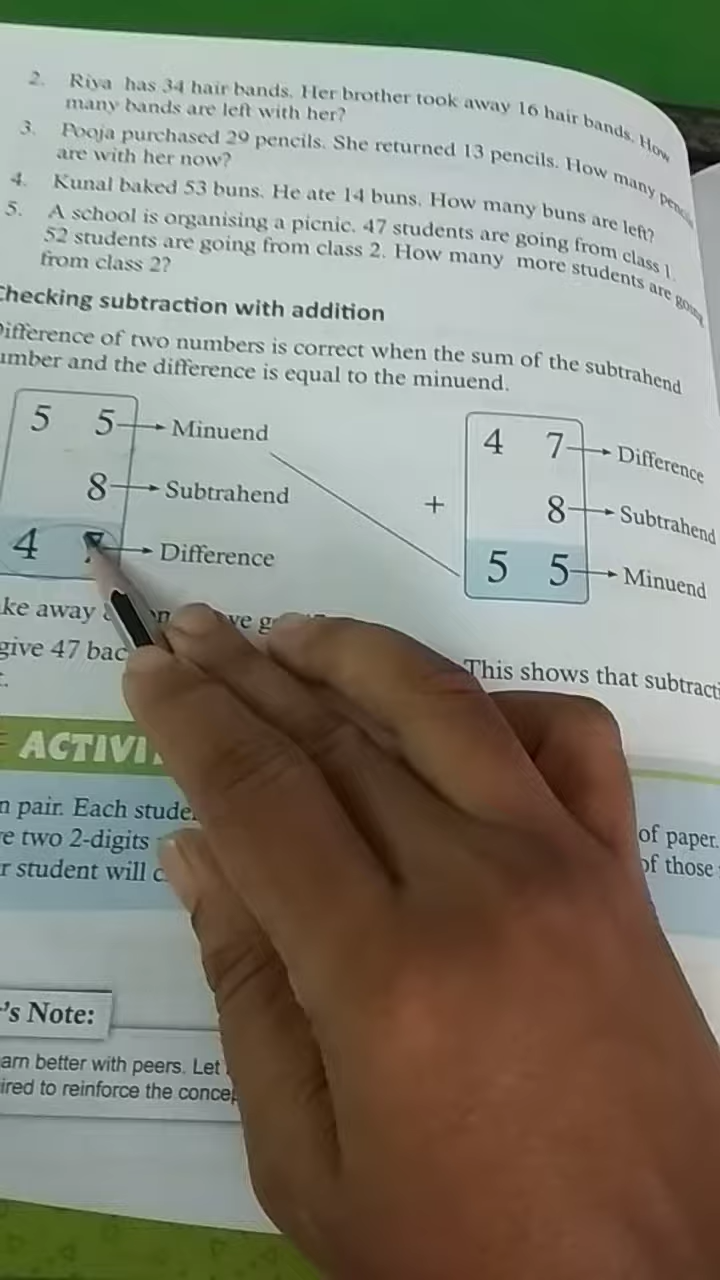 2. Riya has 34 hair bands. Her brother took away 16 hair bands. How
many bands are left with her?
3. Pooja purchased 29 pencils. She returned 13 pencils. How many pencils
are with her now?
4. Kunal baked 53 buns. He ate 14 buns. How many buns are left?
5. A school is organising a picnic. 47 students are going from class 1.
52 students are going from class 2. How many more students are going
from class 2?
Checking subtraction with addition
Difference of two numbers is correct when the sum of the subtrahend
umber and the difference is equal to the minuend.
5 5 Minuend
8 Subtrahend
4 7 Difference
4 7 Difference
+ 8 Subtrahend
5 5 Minuend
ke away
give 47 bac
This shows that subtracti
ACTIVI
n pair. Each stude of paper.
e two 2-digits of those
r student will c
's Note:
arn better with peers. Let
ired to reinforce the concep